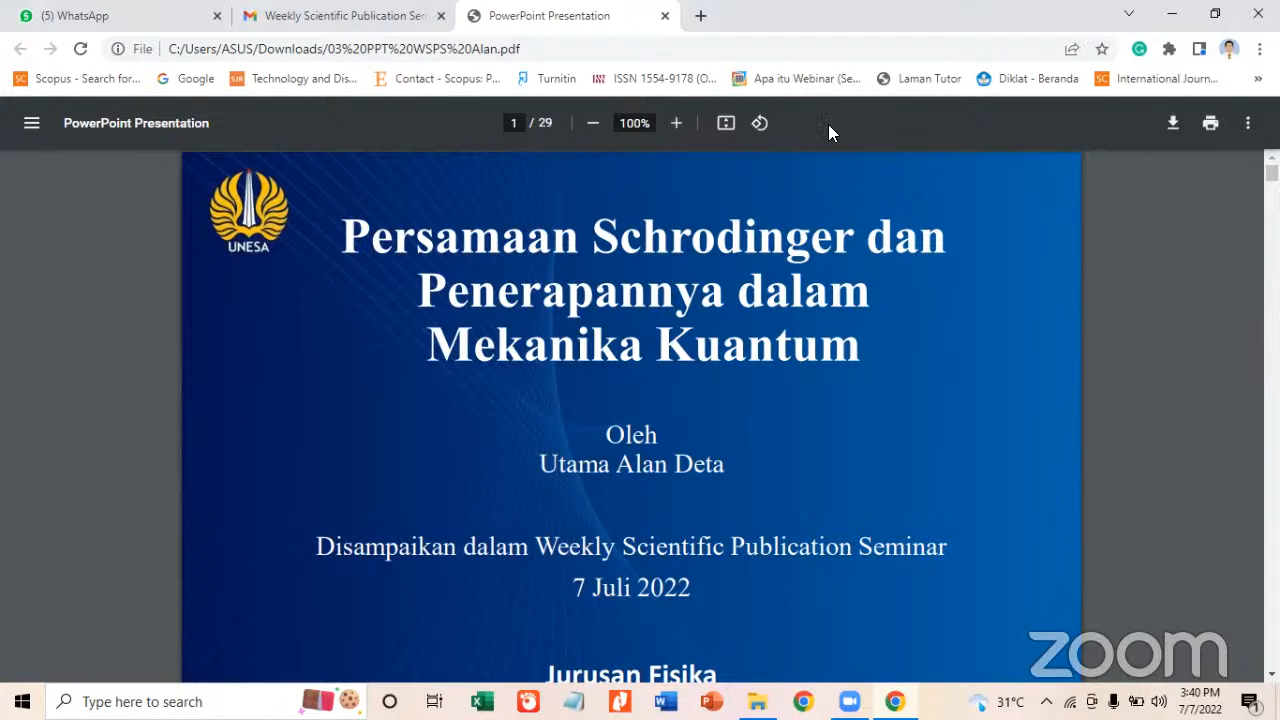 (5) WhatsApp
Weekly Scientific Publication Sem
PowerPoint Presentation
File
C:/Users/ASUS/Downloads/03%20PPT%20WSPS%20Alan.pdf
SC Scopus - Search for...
G Google
SJR Technology and Dis...
E Contact - Scopus: P...
Turnitin
ISSN 1554-9178 (O...
Apa itu Webinar (Se...
Laman Tutor
Diklat - Beranda
SC International Journ...
»
PowerPoint Presentation
1 / 29
100%
UNESA
Persamaan Schrodinger dan
Penerapannya dalam
Mekanika Kuantum
Oleh
Utama Alan Deta
Disampaikan dalam Weekly Scientific Publication Seminar
7 Juli 2022
Jurusan Fisika
zoom
Type here to search
31°C
3:40 PM
7/7/2022